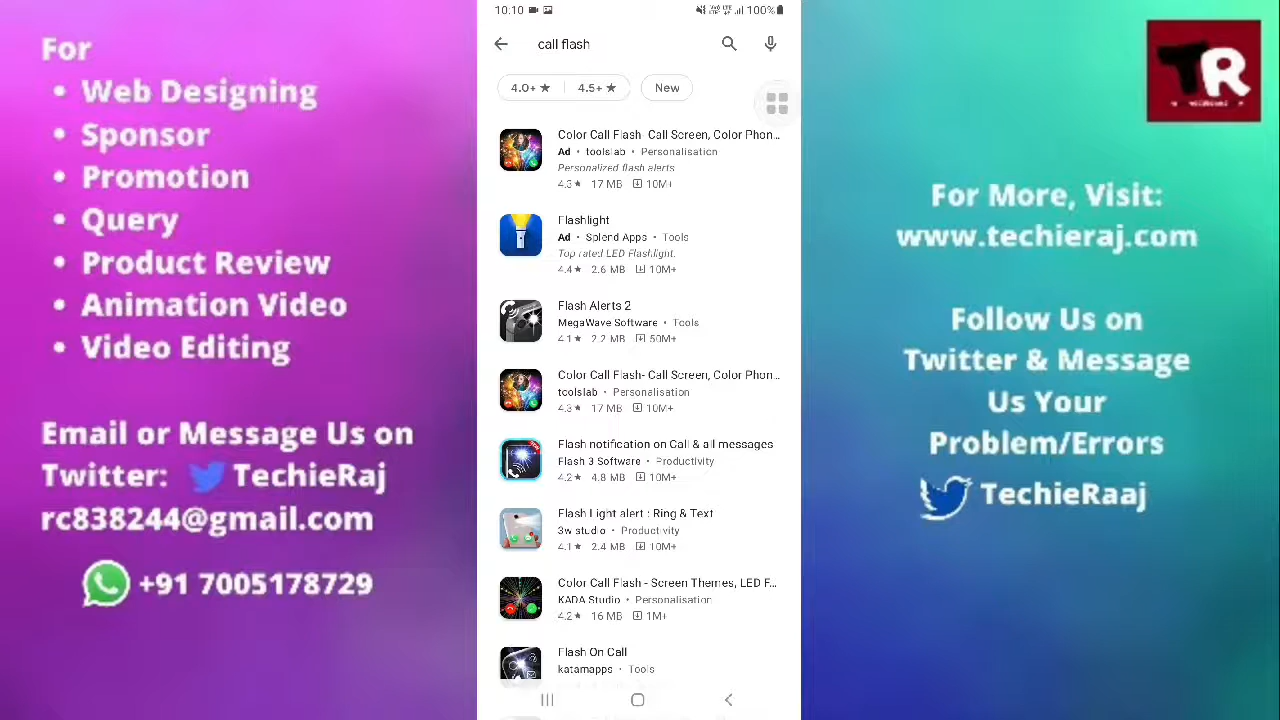 For
• Web Designing
• Sponsor
• Promotion
• Query
• Product Review
• Animation Video
• Video Editing
Email or Message Us on
Twitter: TechieRaj
rc838244@gmail.com
+91 7005178729
10:10
100%
call flash
4.0+ ★ 4.5+ ★ New
Color Call Flash- Call Screen, Color Phon...
Ad • toolslab • Personalisation
Personalized flash alerts
4.3★ 17 MB 10M+
Flashlight
Ad • Splend Apps • Tools
Top rated LED Flashlight.
4.4★ 2.6 MB 10M+
Flash Alerts 2
MegaWave Software • Tools
4.1★ 2.2 MB 50M+
Color Call Flash- Call Screen, Color Phon...
toolslab • Personalisation
4.3★ 17 MB 10M+
Flash notification on Call & all messages
Flash 3 Software • Productivity
4.2★ 4.8 MB 10M+
Flash Light alert : Ring & Text
3w studio • Productivity
4.1★ 2.4 MB 10M+
Color Call Flash - Screen Themes, LED F...
KADA Studio • Personalisation
4.2★ 16 MB 1M+
Flash On Call
katamapps • Tools
TR
For More, Visit:
www.techieraj.com
Follow Us on
Twitter & Message
Us Your
Problem/Errors
TechieRaaj